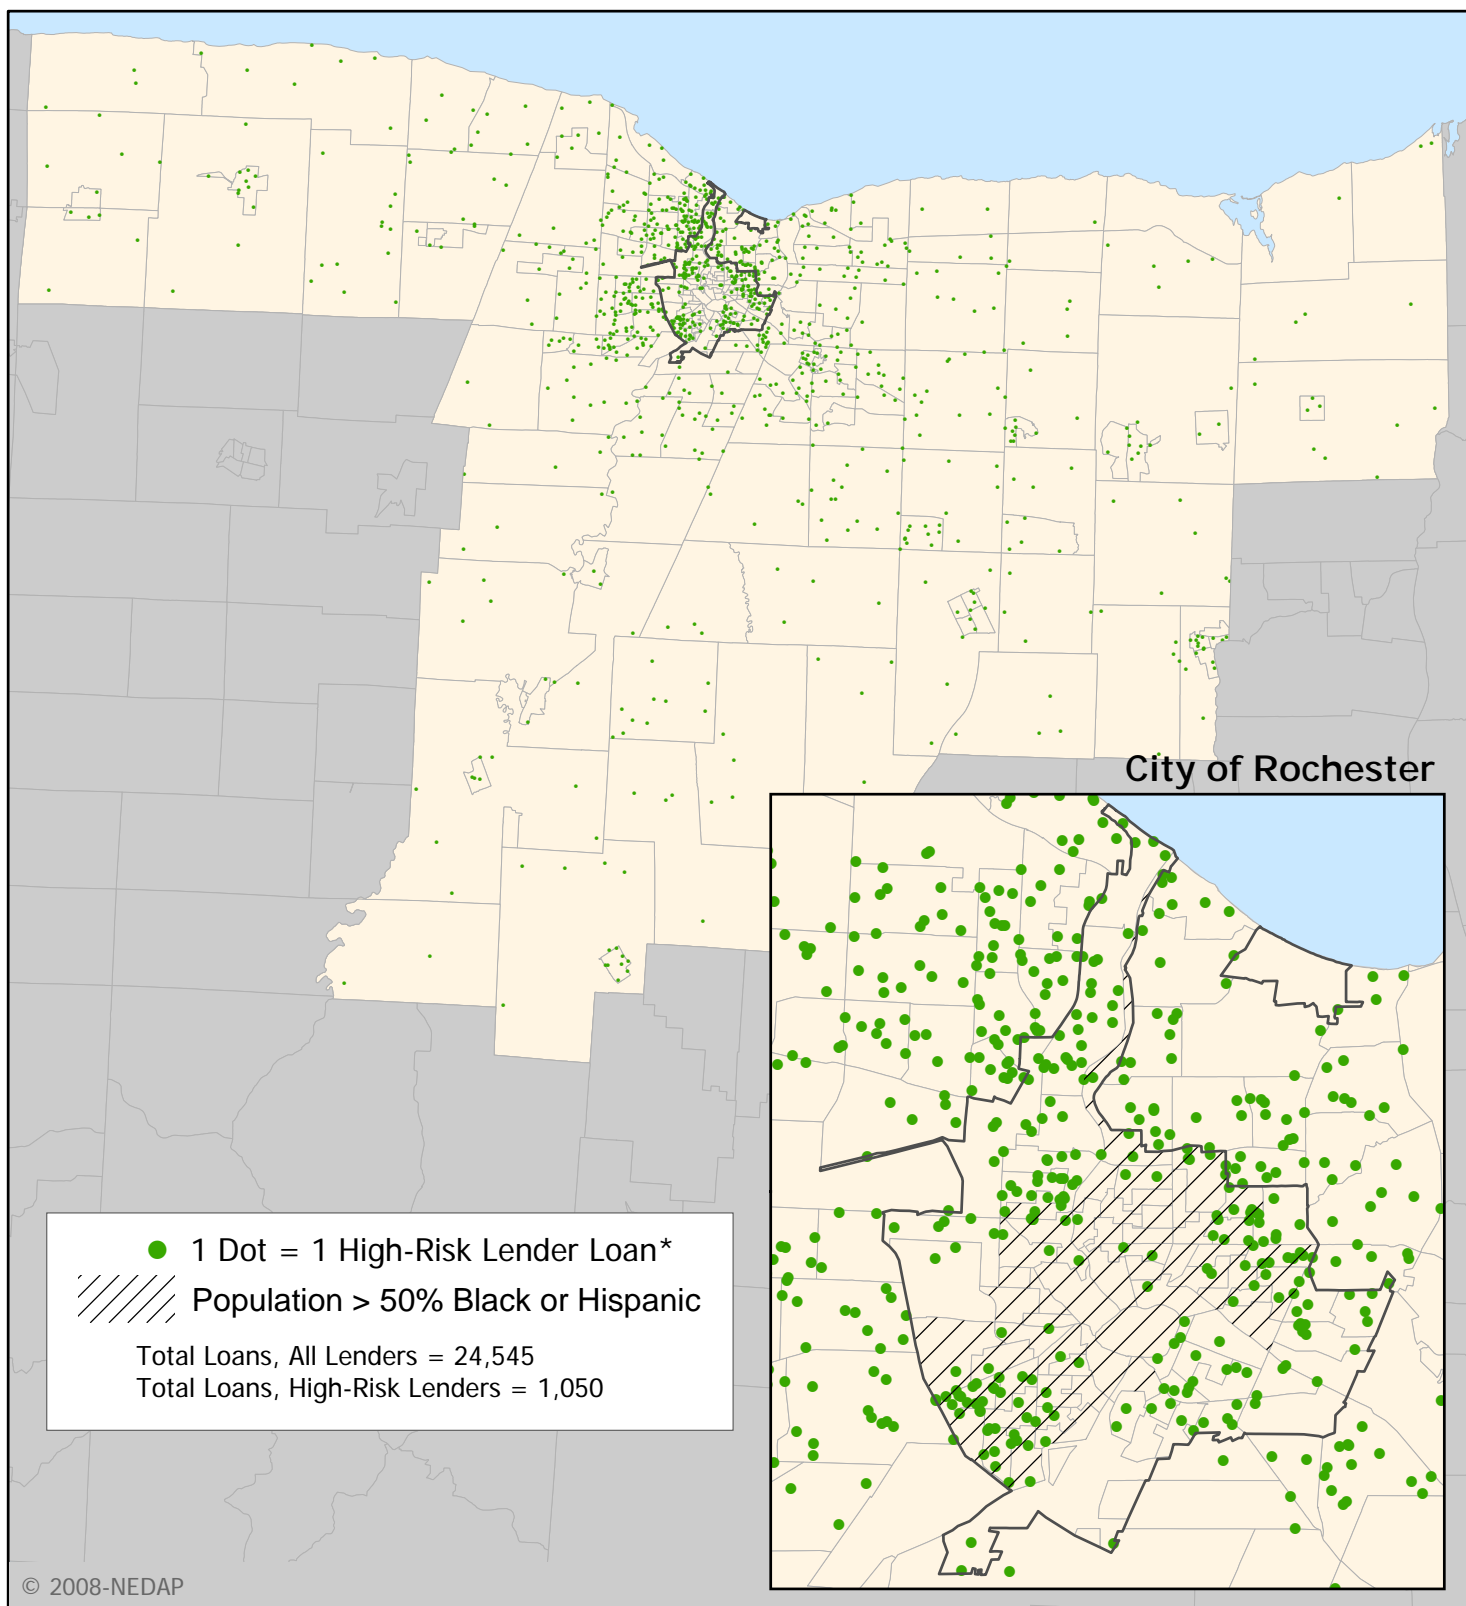 City of Rochester
1 Dot = 1 High-Risk Lender Loan*
Population > 50% Black or Hispanic
Total Loans, All Lenders = 24,545
Total Loans, High-Risk Lenders = 1,050
© 2008-NEDAP